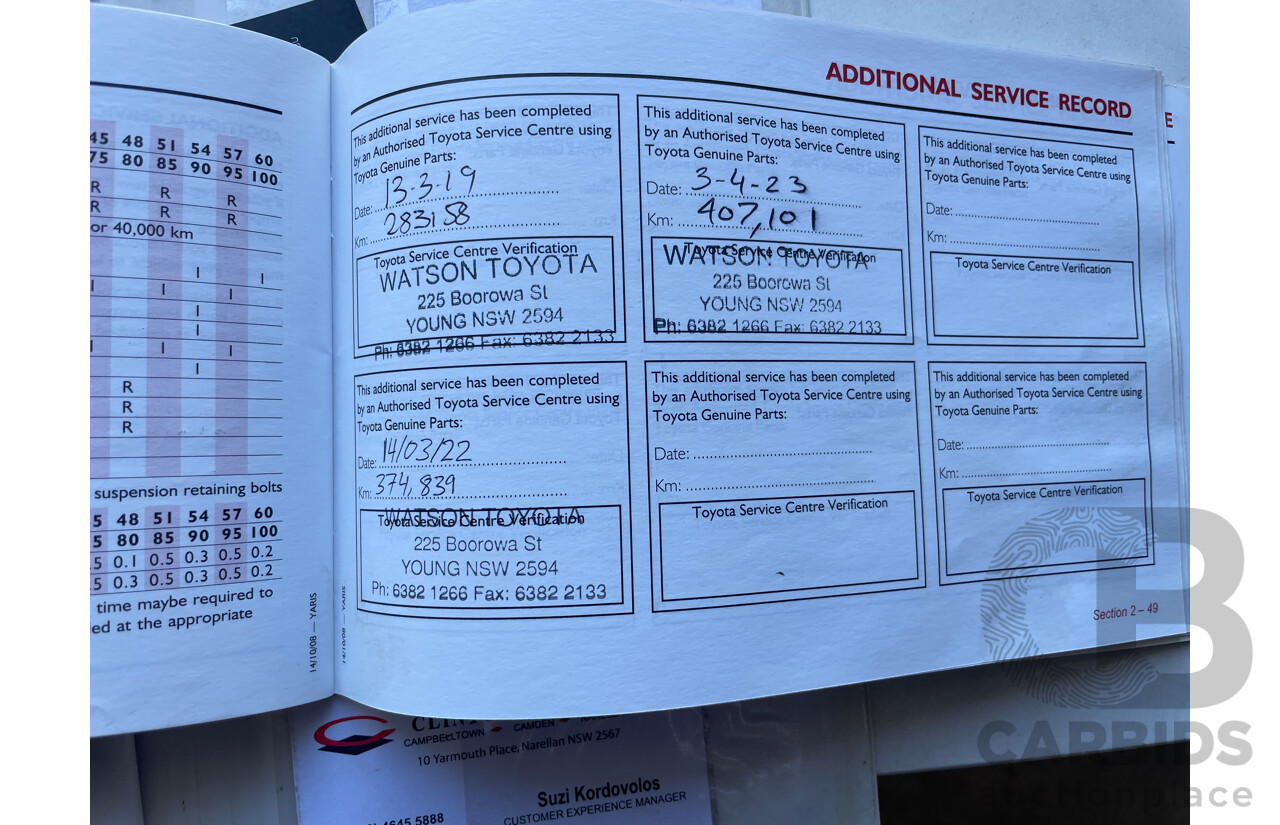 45 48 51 54 57 60
75 80 85 90 95 100
R R R
R R R
or 40,000 km
I I
I I I
I
I
I I I
I
R
R
R
suspension retaining bolts
5 48 51 54 57 60
5 80 85 90 95 100
.5 0.1 0.5 0.3 0.5 0.2
5 0.3 0.5 0.3 0.5 0.2
time maybe required to
ed at the appropriate
14/10/08 — YARIS
14/10/08 — YARIS
ADDITIONAL SERVICE RECORD
This additional service has been completed
by an Authorised Toyota Service Centre using
Toyota Genuine Parts:
Date: 13-3-19
Km: 283158
Toyota Service Centre Verification
WATSON TOYOTA
225 Boorowa St
YOUNG NSW 2594
Ph: 6382 1266 Fax: 6382 2133
This additional service has been completed
by an Authorised Toyota Service Centre using
Toyota Genuine Parts:
Date: 3-4-23
Km: 407,101
Toyota Service Centre Verification
WATSON TOYOTA
225 Boorowa St
YOUNG NSW 2594
Ph: 6382 1266 Fax: 6382 2133
This additional service has been completed
by an Authorised Toyota Service Centre using
Toyota Genuine Parts:
Date:
Km:
Toyota Service Centre Verification
This additional service has been completed
by an Authorised Toyota Service Centre using
Toyota Genuine Parts:
Date: 14/03/22
Km: 374,839
WATSON TOYOTA
Toyota Service Centre Verification
225 Boorowa St
YOUNG NSW 2594
Ph: 6382 1266 Fax: 6382 2133
This additional service has been completed
by an Authorised Toyota Service Centre using
Toyota Genuine Parts:
Date:
Km:
Toyota Service Centre Verification
This additional service has been completed
by an Authorised Toyota Service Centre using
Toyota Genuine Parts:
Date:
Km:
Toyota Service Centre Verification
Section 2 – 49
E
CAMPBELLTOWN CAMDEN
10 Yarmouth Place, Narellan NSW 2567
Suzi Kordovolos
CUSTOMER EXPERIENCE MANAGER
4645 5888
CB
CARBIDS
auctionplace